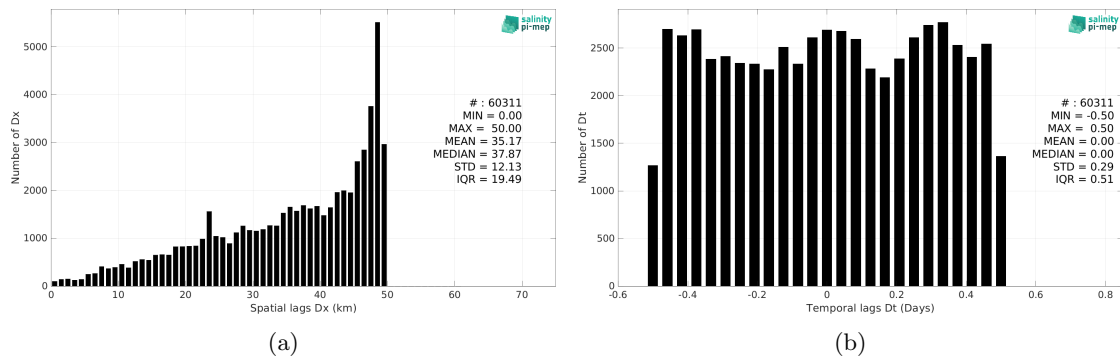 salinity
pi-mep
Number of Dx
5000
4000
3000
2000
1000
0
# : 60311
MIN = 0.00
MAX = 50.00
MEAN = 35.17
MEDIAN = 37.87
STD = 12.13
IQR = 19.49
0 10 20 30 40 50 60 70
Spatial lags Dx (km)
(a)
salinity
pi-mep
Number of Dt
2500
2000
1500
1000
500
0
# : 60311
MIN = -0.50
MAX = 0.50
MEAN = 0.00
MEDIAN = 0.00
STD = 0.29
IQR = 0.51
-0.6 -0.4 -0.2 0 0.2 0.4 0.6 0.8
Temporal lags Dt (Days)
(b)